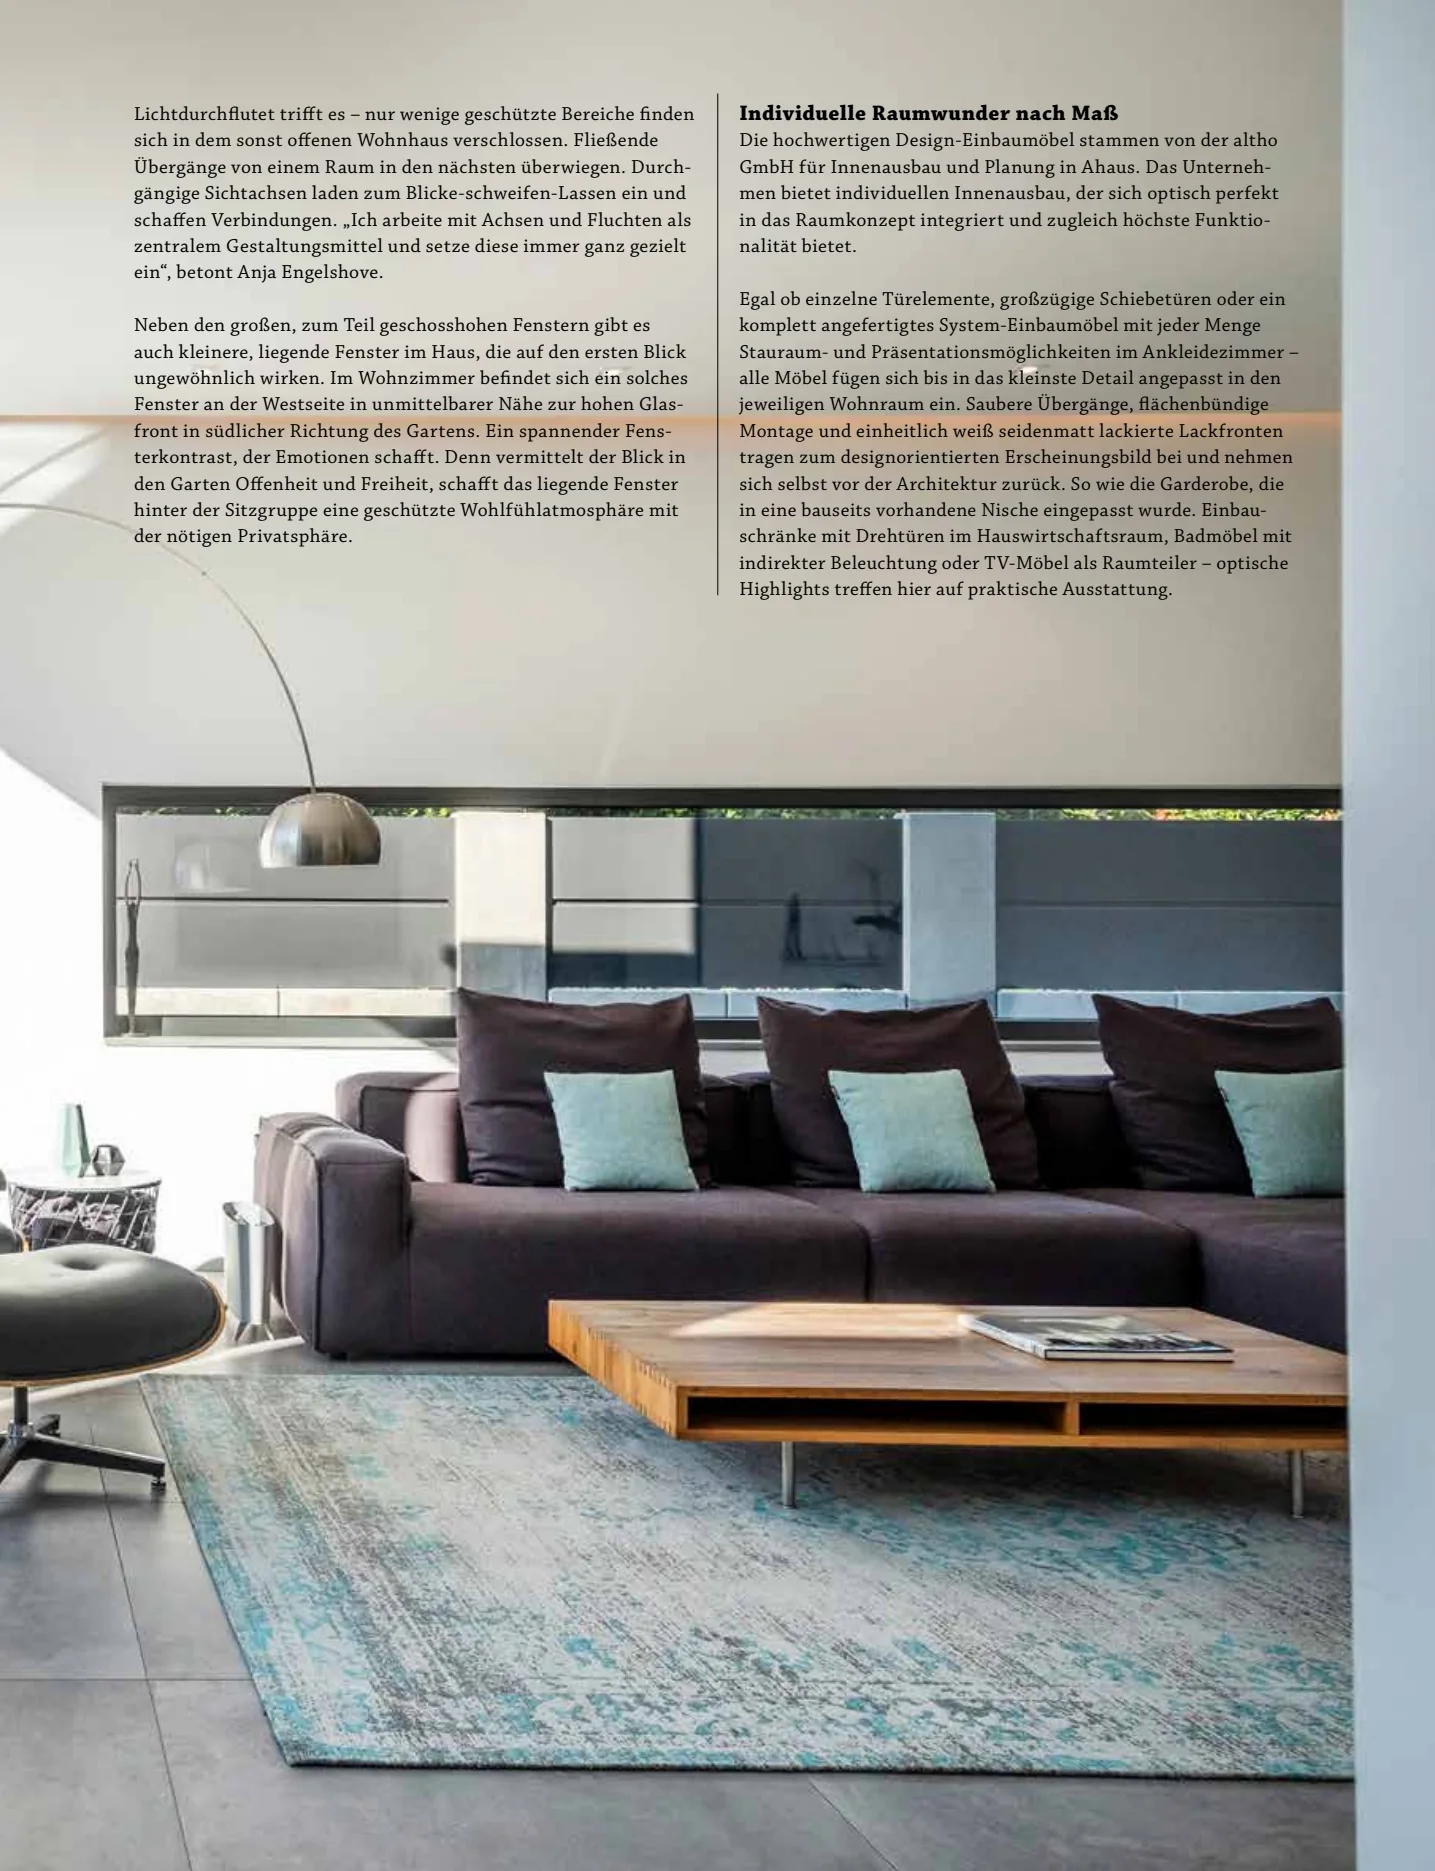 Lichtdurchflutet trifft es – nur wenige geschützte Bereiche finden
sich in dem sonst offenen Wohnhaus verschlossen. Fließende
Übergänge von einem Raum in den nächsten überwiegen. Durch-
gängige Sichtachsen laden zum Blicke-schweifen-Lassen ein und
schaffen Verbindungen. „Ich arbeite mit Achsen und Fluchten als
zentralem Gestaltungsmittel und setze diese immer ganz gezielt
ein“, betont Anja Engelshove.

Neben den großen, zum Teil geschosshohen Fenstern gibt es
auch kleinere, liegende Fenster im Haus, die auf den ersten Blick
ungewöhnlich wirken. Im Wohnzimmer befindet sich ein solches
Fenster an der Westseite in unmittelbarer Nähe zur hohen Glas-
front in südlicher Richtung des Gartens. Ein spannender Fens-
terkontrast, der Emotionen schafft. Denn vermittelt der Blick in
den Garten Offenheit und Freiheit, schafft das liegende Fenster
hinter der Sitzgruppe eine geschützte Wohlfühlatmosphäre mit
der nötigen Privatsphäre.

Individuelle Raumwunder nach Maß
Die hochwertigen Design-Einbaumöbel stammen von der altho
GmbH für Innenausbau und Planung in Ahaus. Das Unterneh-
men bietet individuellen Innenausbau, der sich optisch perfekt
in das Raumkonzept integriert und zugleich höchste Funktio-
nalität bietet.

Egal ob einzelne Türelemente, großzügige Schiebetüren oder ein
komplett angefertigtes System-Einbaumöbel mit jeder Menge
Stauraum- und Präsentationsmöglichkeiten im Ankleidezimmer –
alle Möbel fügen sich bis in das kleinste Detail angepasst in den
jeweiligen Wohnraum ein. Saubere Übergänge, flächenbündige
Montage und einheitlich weiß seidenmatt lackierte Lackfronten
tragen zum designorientierten Erscheinungsbild bei und nehmen
sich selbst vor der Architektur zurück. So wie die Garderobe, die
in eine bauseits vorhandene Nische eingepasst wurde. Einbau-
schränke mit Drehtüren im Hauswirtschaftsraum, Badmöbel mit
indirekter Beleuchtung oder TV-Möbel als Raumteiler – optische
Highlights treffen hier auf praktische Ausstattung.